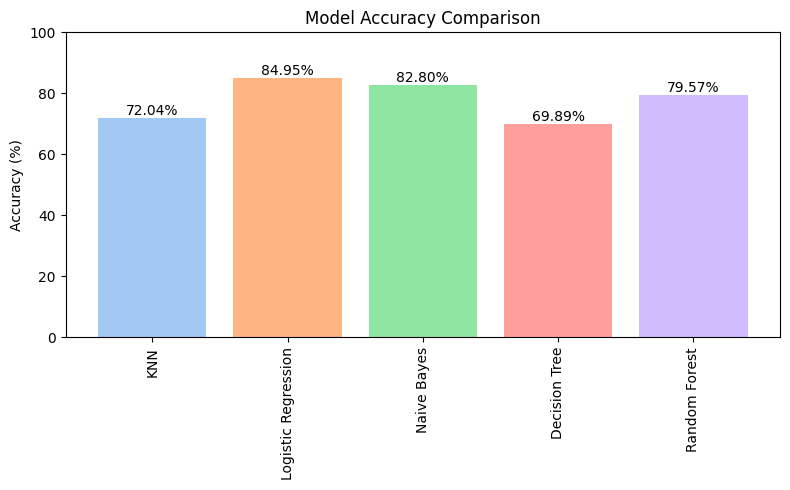 Model Accuracy Comparison
Accuracy (%)
100
80
60
40
20
0
72.04%
84.95%
82.80%
69.89%
79.57%
KNN
Logistic Regression
Naive Bayes
Decision Tree
Random Forest